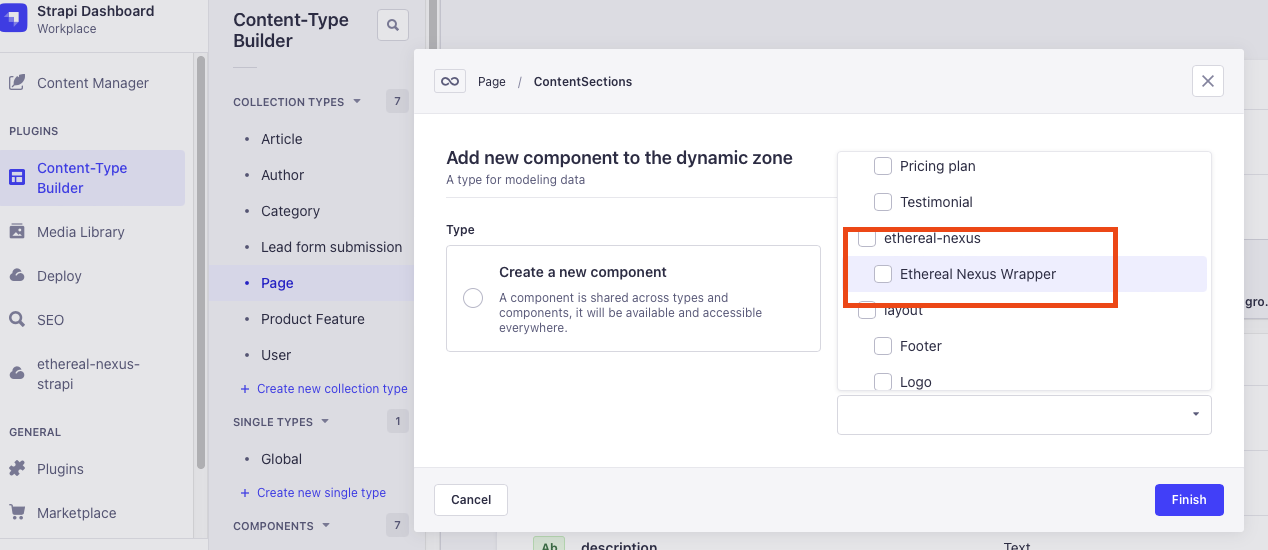 Strapi Dashboard
Workplace
Content Manager
PLUGINS
Content-Type
Builder
Media Library
Deploy
SEO
ethereal-nexus-
strapi
GENERAL
Plugins
Marketplace
Content-Type
Builder
COLLECTION TYPES 7
Article
Author
Category
Lead form submission
Page
Product Feature
User
+ Create new collection type
SINGLE TYPES 1
Global
+ Create new single type
COMPONENTS 7
Page / ContentSections
Add new component to the dynamic zone
A type for modeling data
Type
Create a new component
A component is shared across types and
components, it will be available and accessible
everywhere.
Pricing plan
Testimonial
ethereal-nexus
Ethereal Nexus Wrapper
layout
Footer
Logo
Cancel
Finish
gro.
Ab description Text